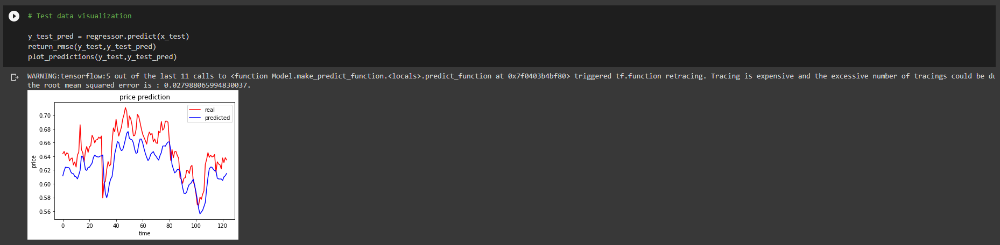 # Test data visualization
y_test_pred = regressor.predict(x_test)
return_rmse(y_test,y_test_pred)
plot_predictions(y_test,y_test_pred)
WARNING:tensorflow:5 out of the last 11 calls to <function Model.make_predict_function.<locals>.predict_function at 0x7f0403b4bf80> triggered tf.function retracing. Tracing is expensive and the excessive number of tracings could be du
the root mean squared error is : 0.027988065994830037.
price prediction
real
predicted
0.70
0.68
0.66
0.64
0.62
0.60
0.58
0.56
price
0 20 40 60 80 100 120
time